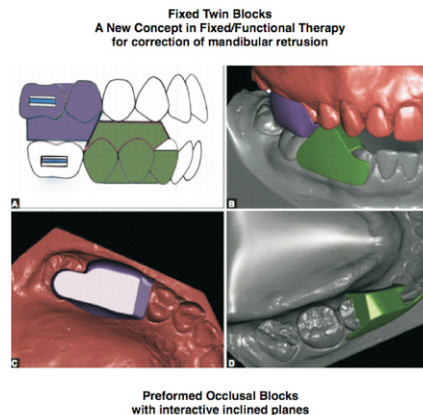 Fixed Twin Blocks
A New Concept in Fixed/Functional Therapy
for correction of mandibular retrusion
A
B
C
D
Preformed Occlusal Blocks
with interactive inclined planes